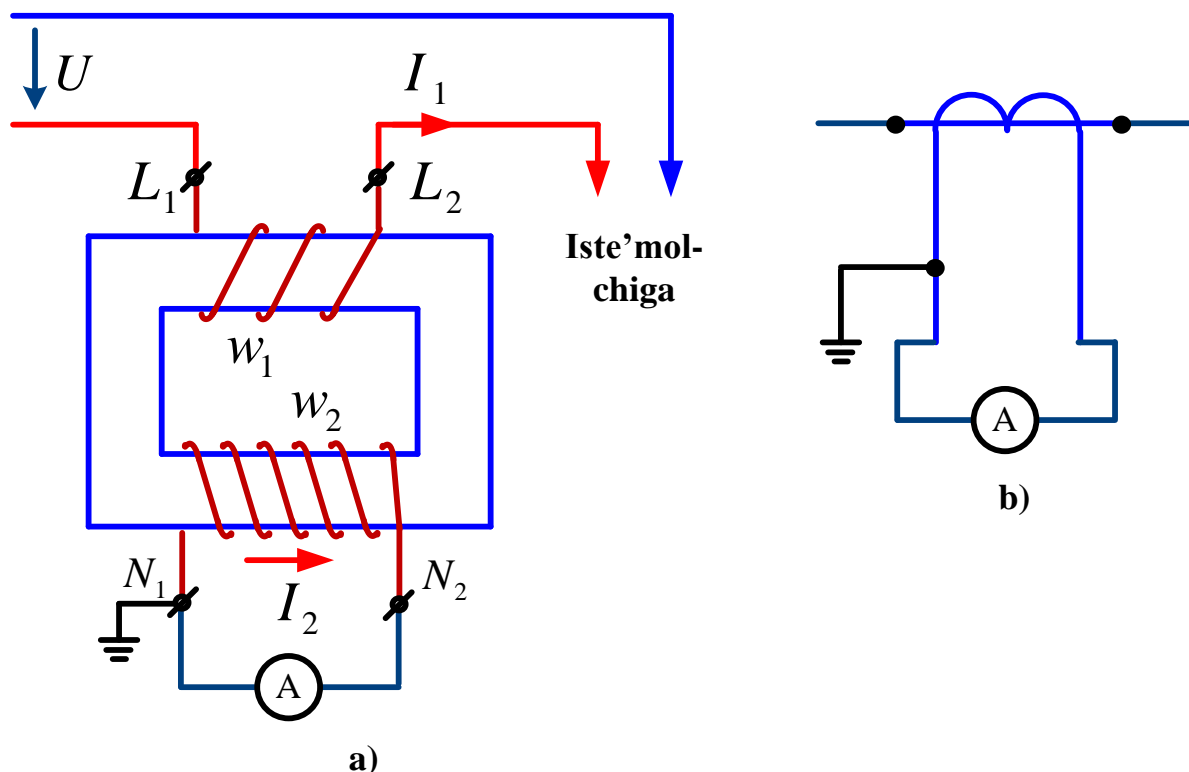 U
I₁
L₁
L₂
Iste’mol-
chiga
w₁
w₂
N₁
N₂
I₂
A
a)
A
b)